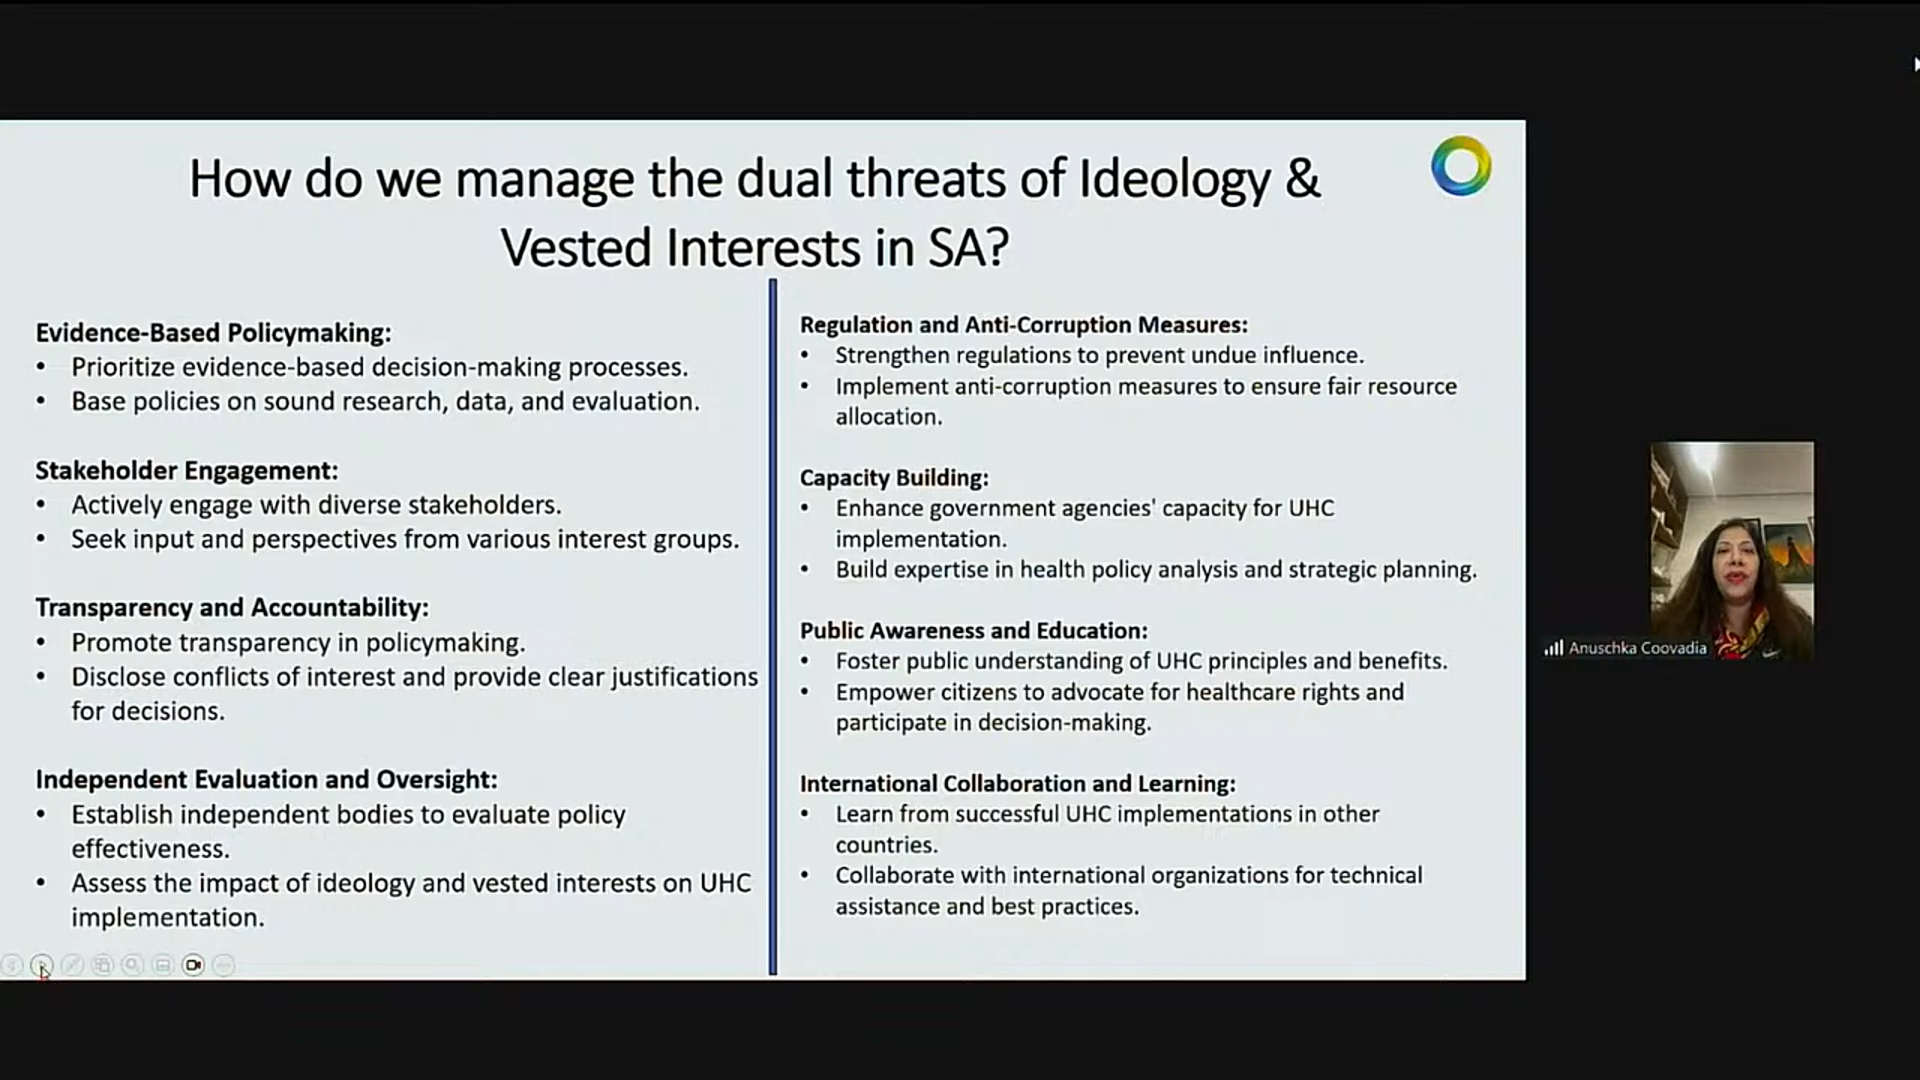 How do we manage the dual threats of Ideology &
Vested Interests in SA?
Evidence-Based Policymaking:
• Prioritize evidence-based decision-making processes.
• Base policies on sound research, data, and evaluation.
Stakeholder Engagement:
• Actively engage with diverse stakeholders.
• Seek input and perspectives from various interest groups.
Transparency and Accountability:
• Promote transparency in policymaking.
• Disclose conflicts of interest and provide clear justifications
for decisions.
Independent Evaluation and Oversight:
• Establish independent bodies to evaluate policy
effectiveness.
• Assess the impact of ideology and vested interests on UHC
implementation.
Regulation and Anti-Corruption Measures:
• Strengthen regulations to prevent undue influence.
• Implement anti-corruption measures to ensure fair resource
allocation.
Capacity Building:
• Enhance government agencies' capacity for UHC
implementation.
• Build expertise in health policy analysis and strategic planning.
Public Awareness and Education:
• Foster public understanding of UHC principles and benefits.
• Empower citizens to advocate for healthcare rights and
participate in decision-making.
International Collaboration and Learning:
• Learn from successful UHC implementations in other
countries.
• Collaborate with international organizations for technical
assistance and best practices.
Anuschka Coovadia